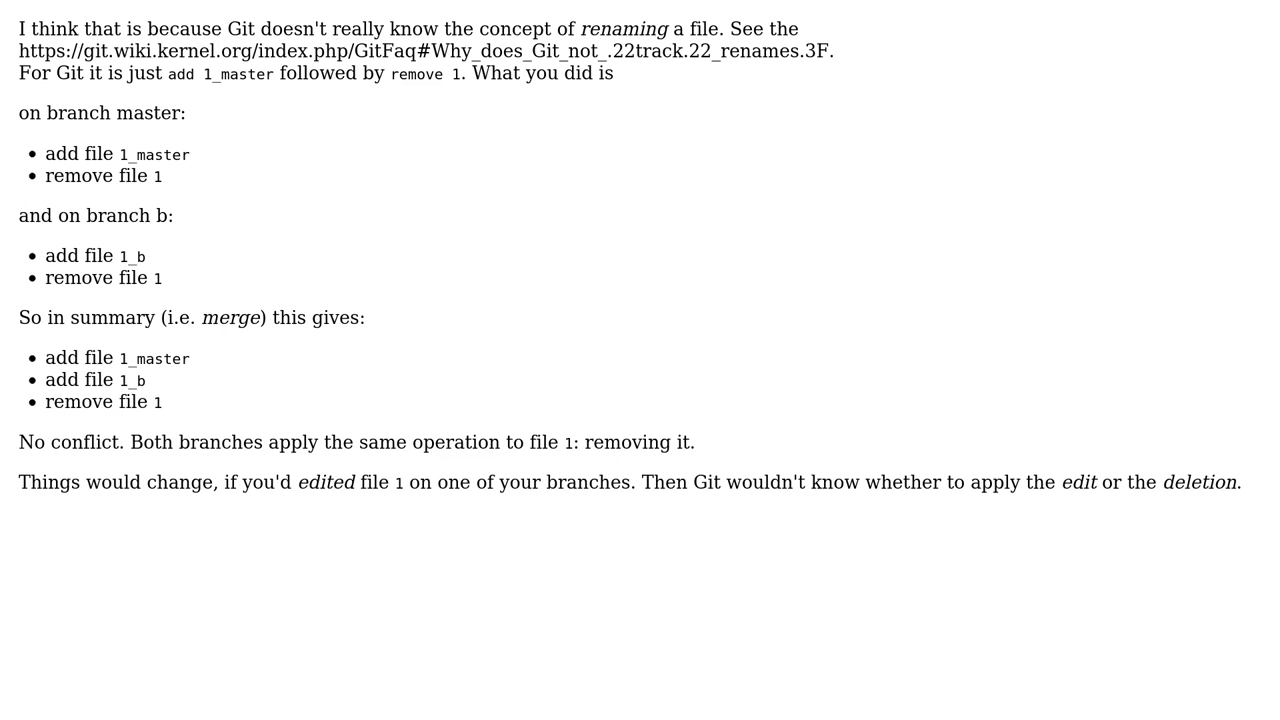 I think that is because Git doesn't really know the concept of renaming a file. See the
https://git.wiki.kernel.org/index.php/GitFaq#Why_does_Git_not_.22track.22_renames.3F.
For Git it is just add 1_master followed by remove 1. What you did is
on branch master:
• add file 1_master
• remove file 1
and on branch b:
• add file 1_b
• remove file 1
So in summary (i.e. merge) this gives:
• add file 1_master
• add file 1_b
• remove file 1
No conflict. Both branches apply the same operation to file 1: removing it.
Things would change, if you'd edited file 1 on one of your branches. Then Git wouldn't know whether to apply the edit or the deletion.